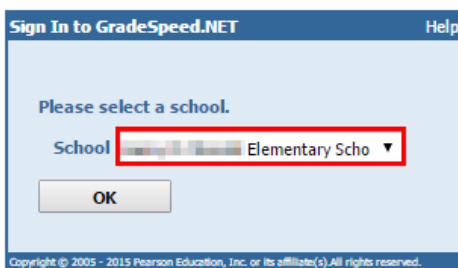 Sign In to GradeSpeed.NET Help
Please select a school.
School Elementary Scho
OK
Copyright © 2005 - 2015 Pearson Education, Inc. or its affiliate(s).All rights reserved.